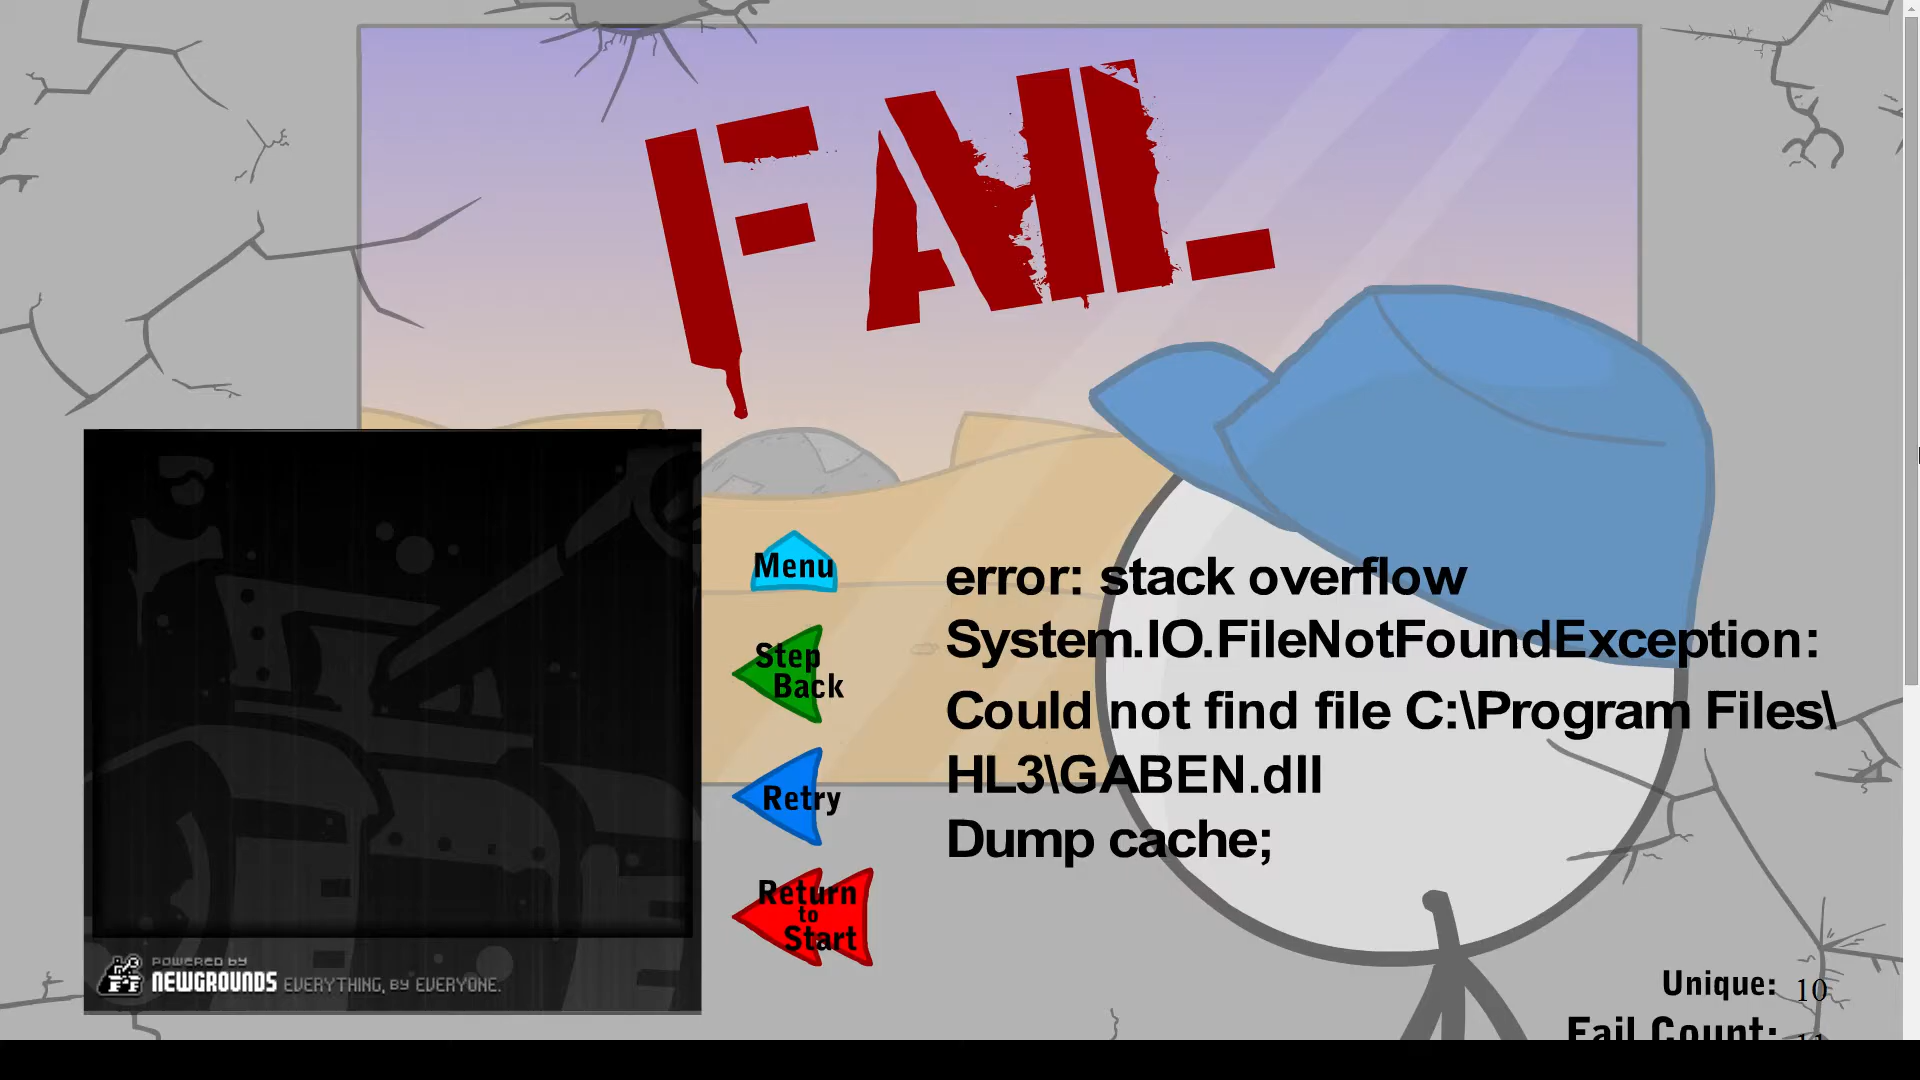 FAIL
Menu
error: stack overflow
System.IO.FileNotFoundException:
Could not find file C:\Program Files\
HL3\GABEN.dll
Dump cache;
Step
Back
Retry
Return
to
Start
POWERED BY
NEWGROUNDS EVERYTHING, BY EVERYONE.
Unique: 10
Fail Count: 11